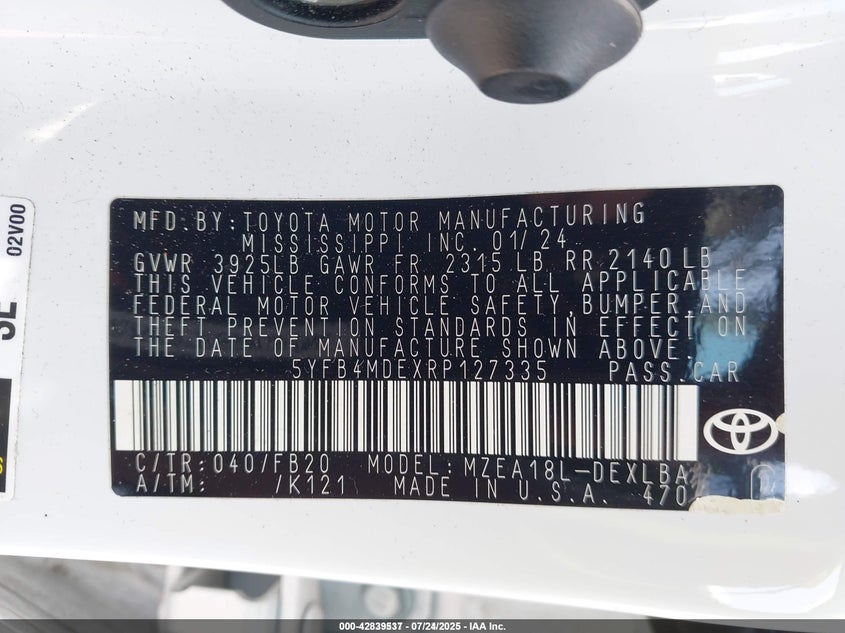 MFD. BY: TOYOTA MOTOR MANUFACTURING
MISSISSIPPI INC. 01/24
GVWR 3925LB GAWR FR 2315 LB RR 2140 LB
THIS VEHICLE CONFORMS TO ALL APPLICABLE
FEDERAL MOTOR VEHICLE SAFETY, BUMPER, AND
THEFT PREVENTION STANDARDS IN EFFECT ON
THE DATE OF MANUFACTURE SHOWN ABOVE.
5YFB4MDEXRP127335 PASS. CAR
C/TR: 040/FB20 MODEL: MZEA18L-DEXLBA
A/TM: /K121 MADE IN U.S.A. 470
02V00
000-42839537 - 07/24/2025 - IAA Inc.